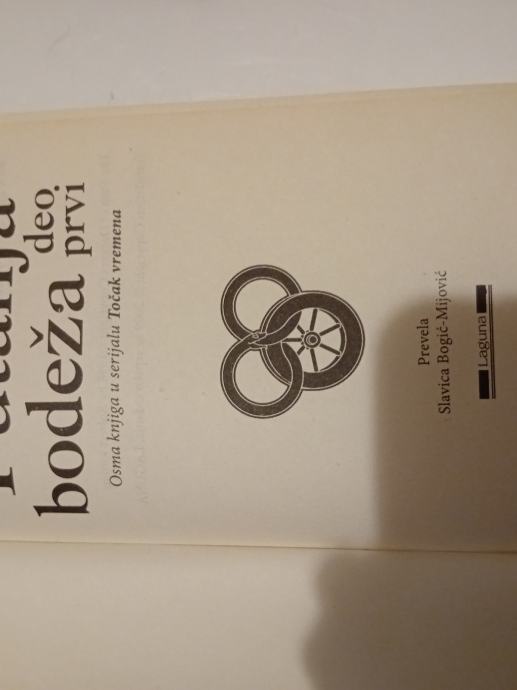 bodeža
deo
prvi
Osma knjiga u serijalu Točak vremena
Prevela
Slavica Bogić-Mijović
Laguna